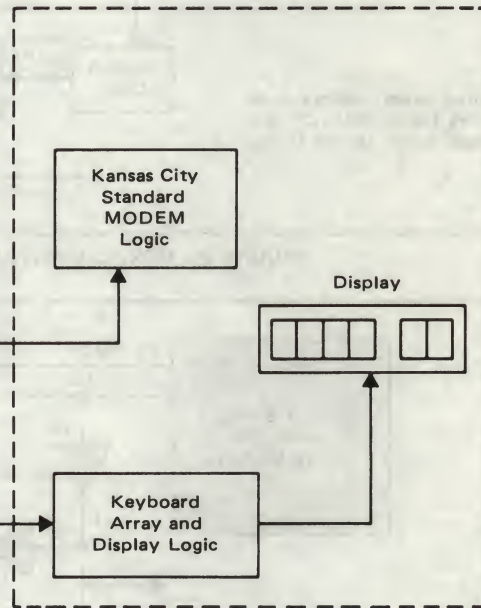 Kansas City
Standard
MODEM
Logic
Display
Keyboard
Array and
Display Logic